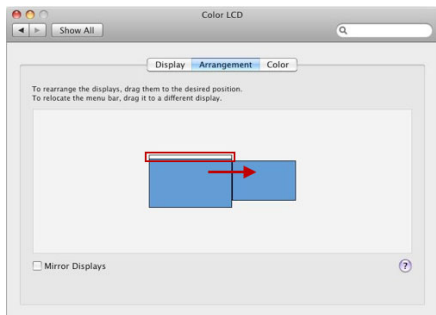 Color LCD
Show All
Display Arrangement Color
To rearrange the displays, drag them to the desired position.
To relocate the menu bar, drag it to a different display.
Mirror Displays
?